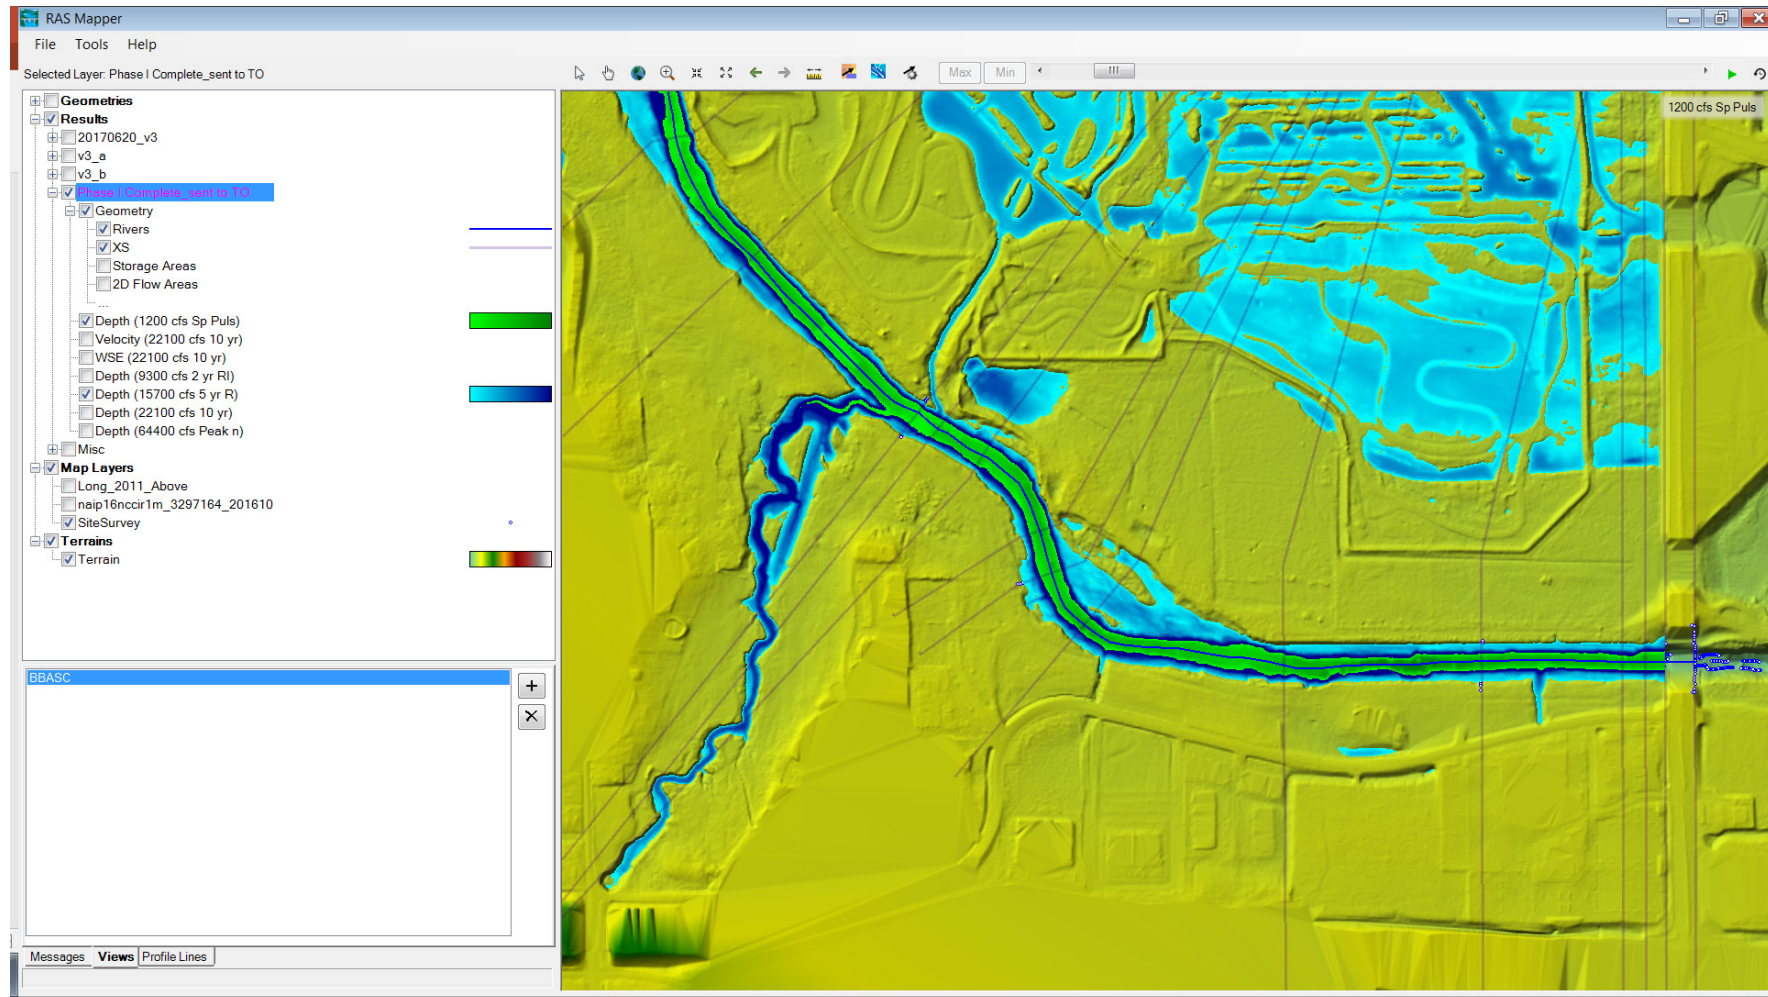 RAS Mapper
File Tools Help
Selected Layer: Phase I Complete_sent to TO
Max Min
Geometries
Results
20170620_v3
v3_a
v3_b
Phase I Complete_sent to TO
Geometry
Rivers
XS
Storage Areas
2D Flow Areas
...
Depth (1200 cfs Sp Puls)
Velocity (22100 cfs 10 yr)
WSE (22100 cfs 10 yr)
Depth (9300 cfs 2 yr RI)
Depth (15700 cfs 5 yr R)
Depth (22100 cfs 10 yr)
Depth (64400 cfs Peak n)
Misc
Map Layers
Long_2011_Above
naip16nccir1m_3297164_201610
SiteSurvey
Terrains
Terrain
1200 cfs Sp Puls
BBASC
Messages Views Profile Lines